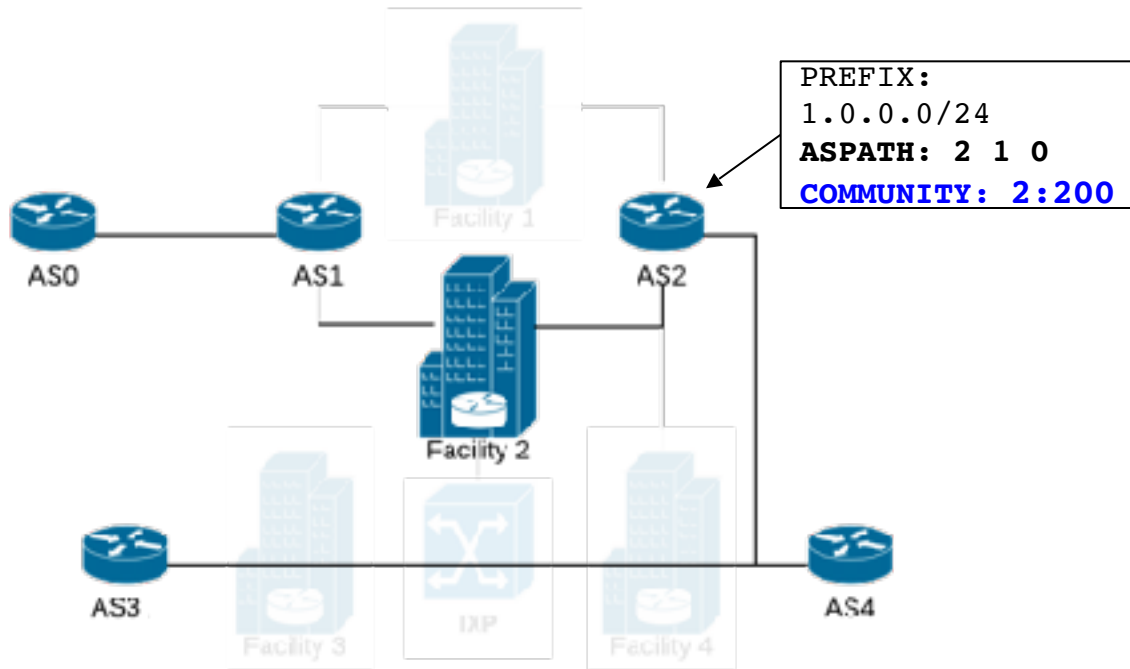 Facility 1
PREFIX:
1.0.0.0/24
ASPATH: 2 1 0
COMMUNITY: 2:200
AS0
AS1
AS2
Facility 2
AS3
Facility 3
IXP
Facility 4
AS4